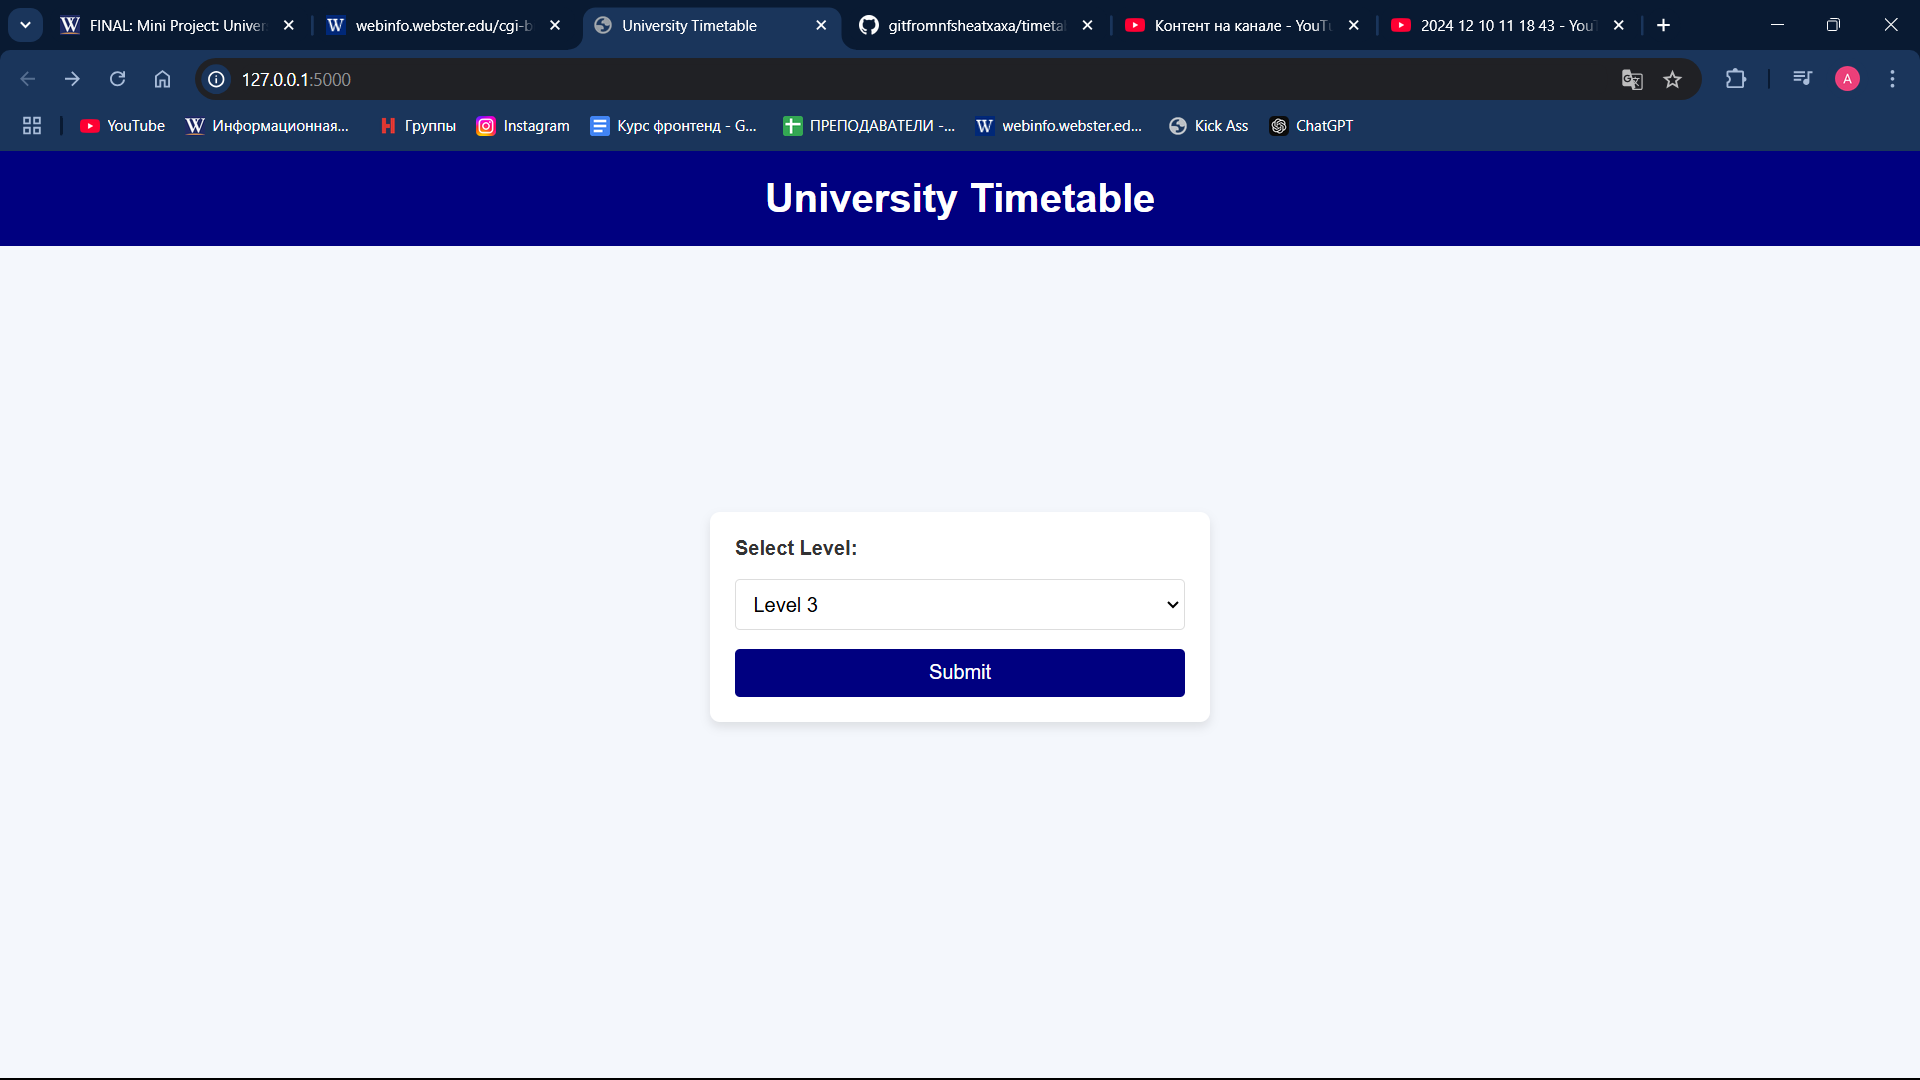 FINAL: Mini Project: Univer
webinfo.webster.edu/cgi-b
University Timetable
gitfromnfsheatxaxa/timetal
Контент на канале - YouTu
2024 12 10 11 18 43 - YouT
127.0.0.1:5000
A
YouTube
Информационная...
Группы
Instagram
Курс фронтенд - G...
ПРЕПОДАВАТЕЛИ -...
webinfo.webster.ed...
Kick Ass
ChatGPT
University Timetable
Select Level:
Level 3
Submit